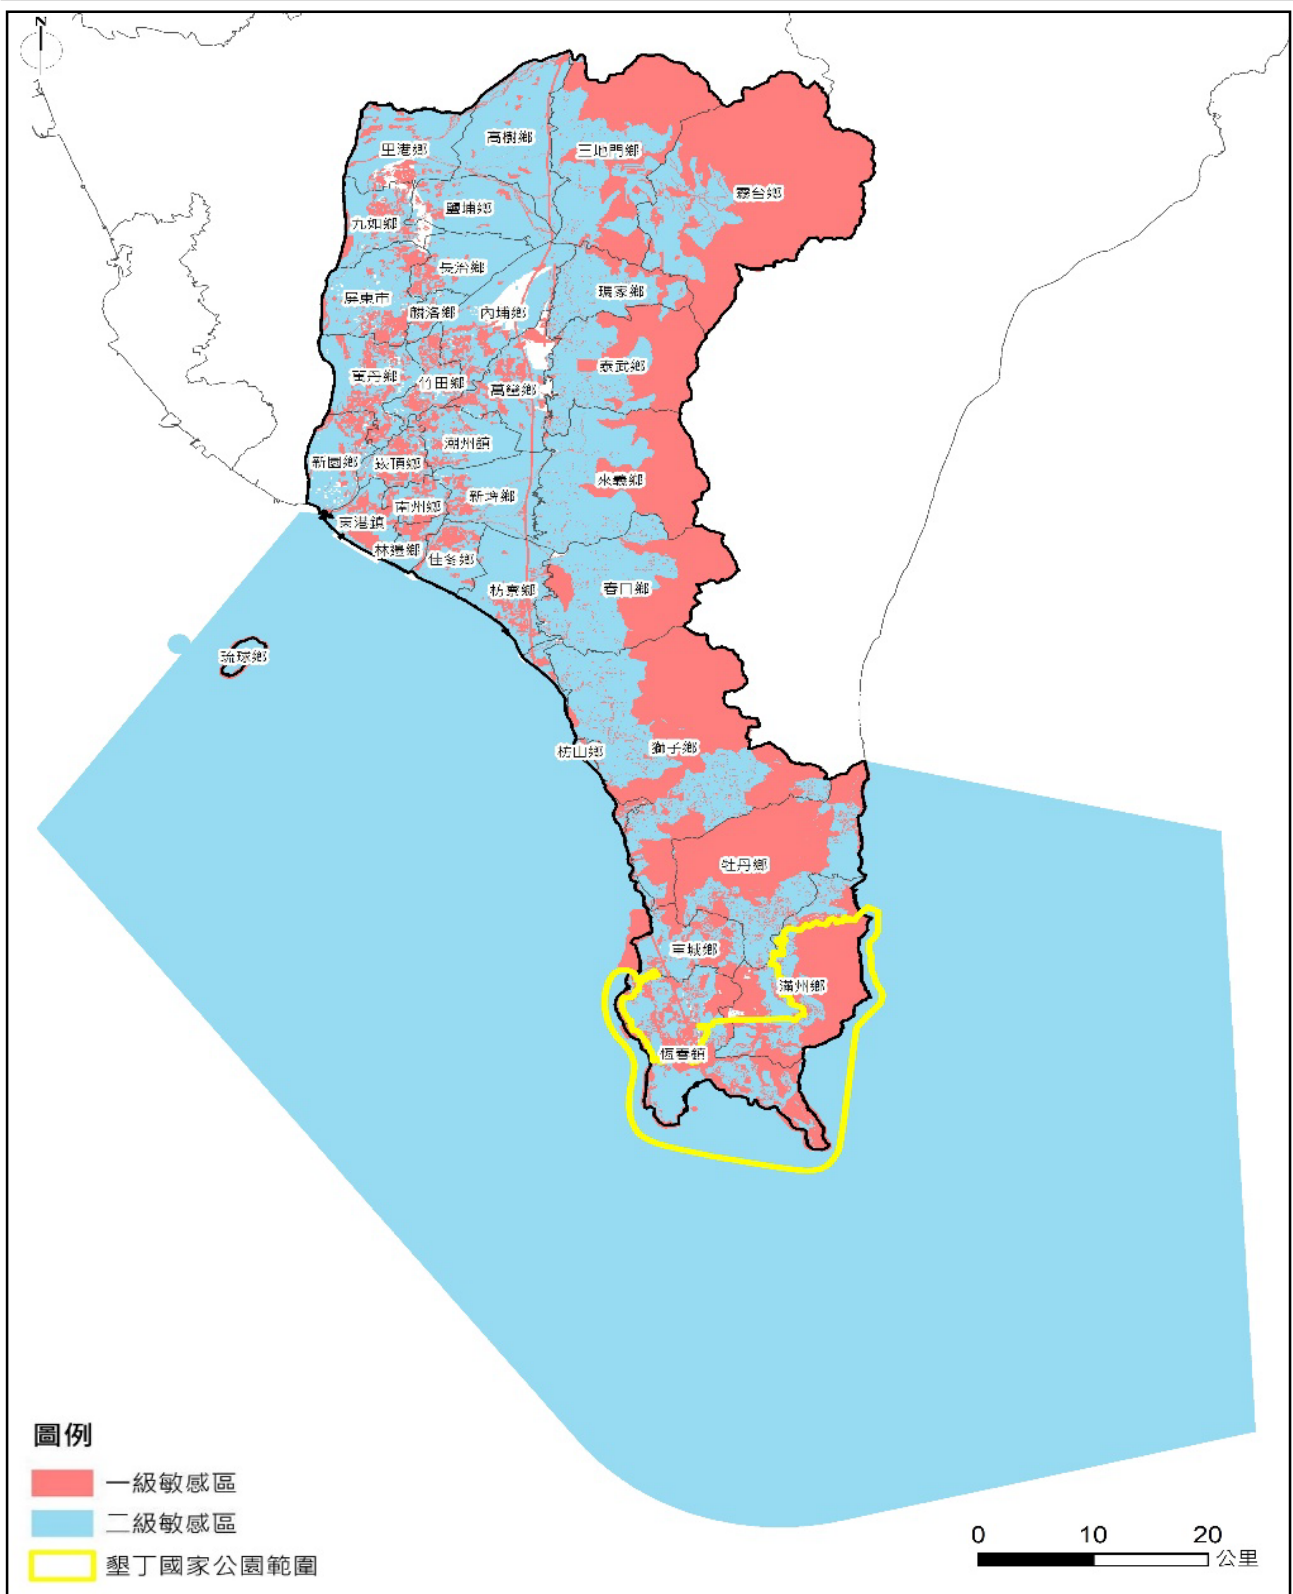 N
高樹鄉
里港鄉
三地門鄉
霧台鄉
鹽埔鄉
九如鄉
長治鄉
瑪家鄉
屏東市
麟洛鄉
內埔鄉
泰武鄉
萬丹鄉
竹田鄉
萬巒鄉
潮州鎮
新園鄉
崁頂鄉
來義鄉
新埤鄉
南州鄉
東港鎮
林邊鄉
佳冬鄉
枋寮鄉
春日鄉
琉球鄉
枋山鄉
獅子鄉
牡丹鄉
車城鄉
滿州鄉
恆春鎮
圖例
一級敏感區
二級敏感區
墾丁國家公園範圍
0 10 20
公里